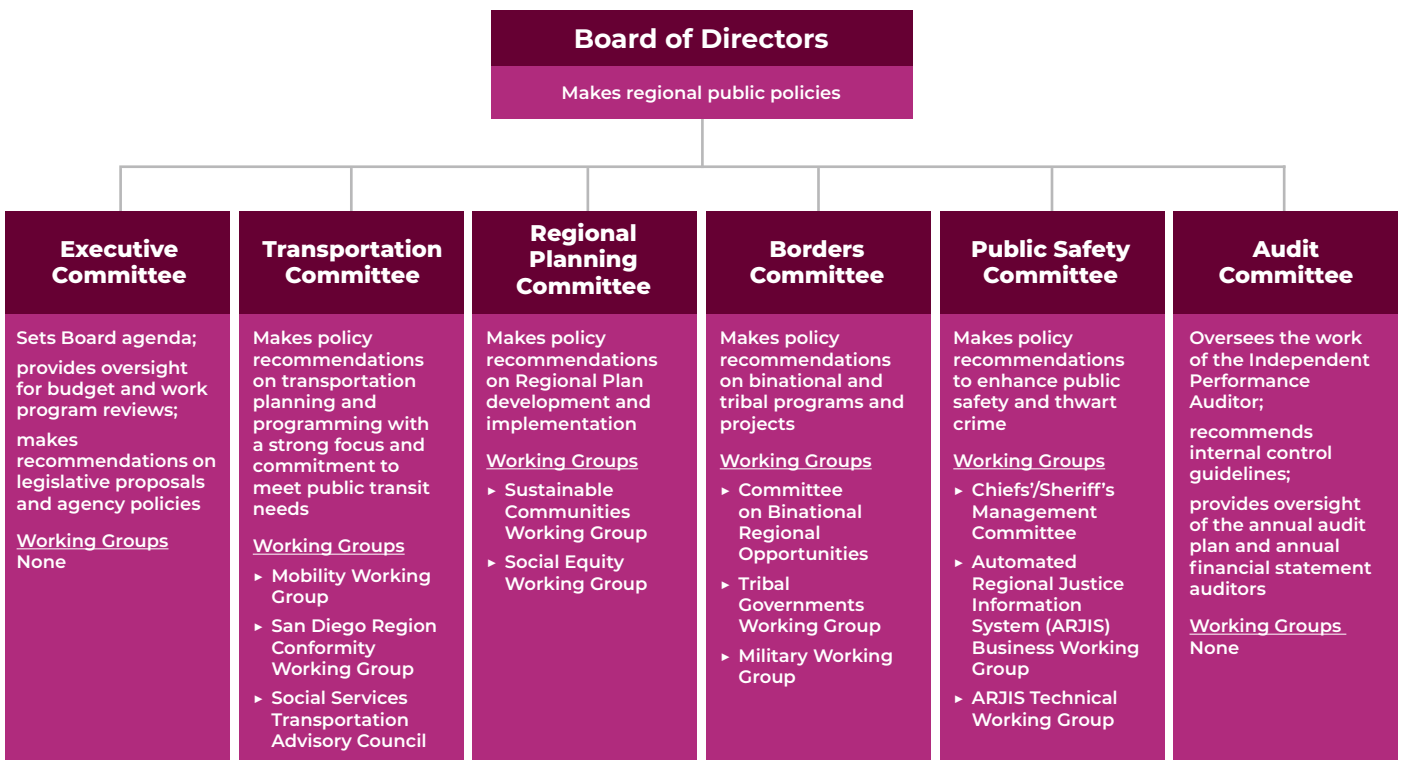 Board of Directors
Makes regional public policies
Executive
Committee
Sets Board agenda;
provides oversight
for budget and work
program reviews;
makes
recommendations on
legislative proposals
and agency policies
Working Groups
None
Transportation
Committee
Makes policy
recommendations
on transportation
planning and
programming with
a strong focus and
commitment to
meet public transit
needs
Working Groups
▸ Mobility Working
Group
▸ San Diego Region
Conformity
Working Group
▸ Social Services
Transportation
Advisory Council
Regional
Planning
Committee
Makes policy
recommendations
on Regional Plan
development and
implementation
Working Groups
▸ Sustainable
Communities
Working Group
▸ Social Equity
Working Group
Borders
Committee
Makes policy
recommendations
on binational and
tribal programs and
projects
Working Groups
▸ Committee
on Binational
Regional
Opportunities
▸ Tribal
Governments
Working Group
▸ Military Working
Group
Public Safety
Committee
Makes policy
recommendations
to enhance public
safety and thwart
crime
Working Groups
▸ Chiefs’/Sheriff’s
Management
Committee
▸ Automated
Regional Justice
Information
System (ARJIS)
Business Working
Group
▸ ARJIS Technical
Working Group
Audit
Committee
Oversees the work
of the Independent
Performance
Auditor;
recommends
internal control
guidelines;
provides oversight
of the annual audit
plan and annual
financial statement
auditors
Working Groups
None